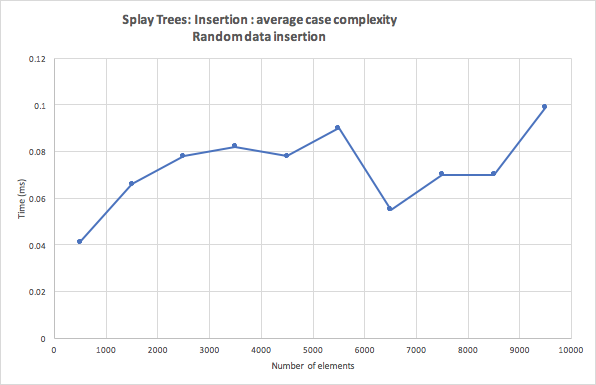 Splay Trees: Insertion : average case complexity
Random data insertion
0.12
0.1
0.08
0.06
0.04
0.02
0
Time (ms)
0 1000 2000 3000 4000 5000 6000 7000 8000 9000 10000
Number of elements